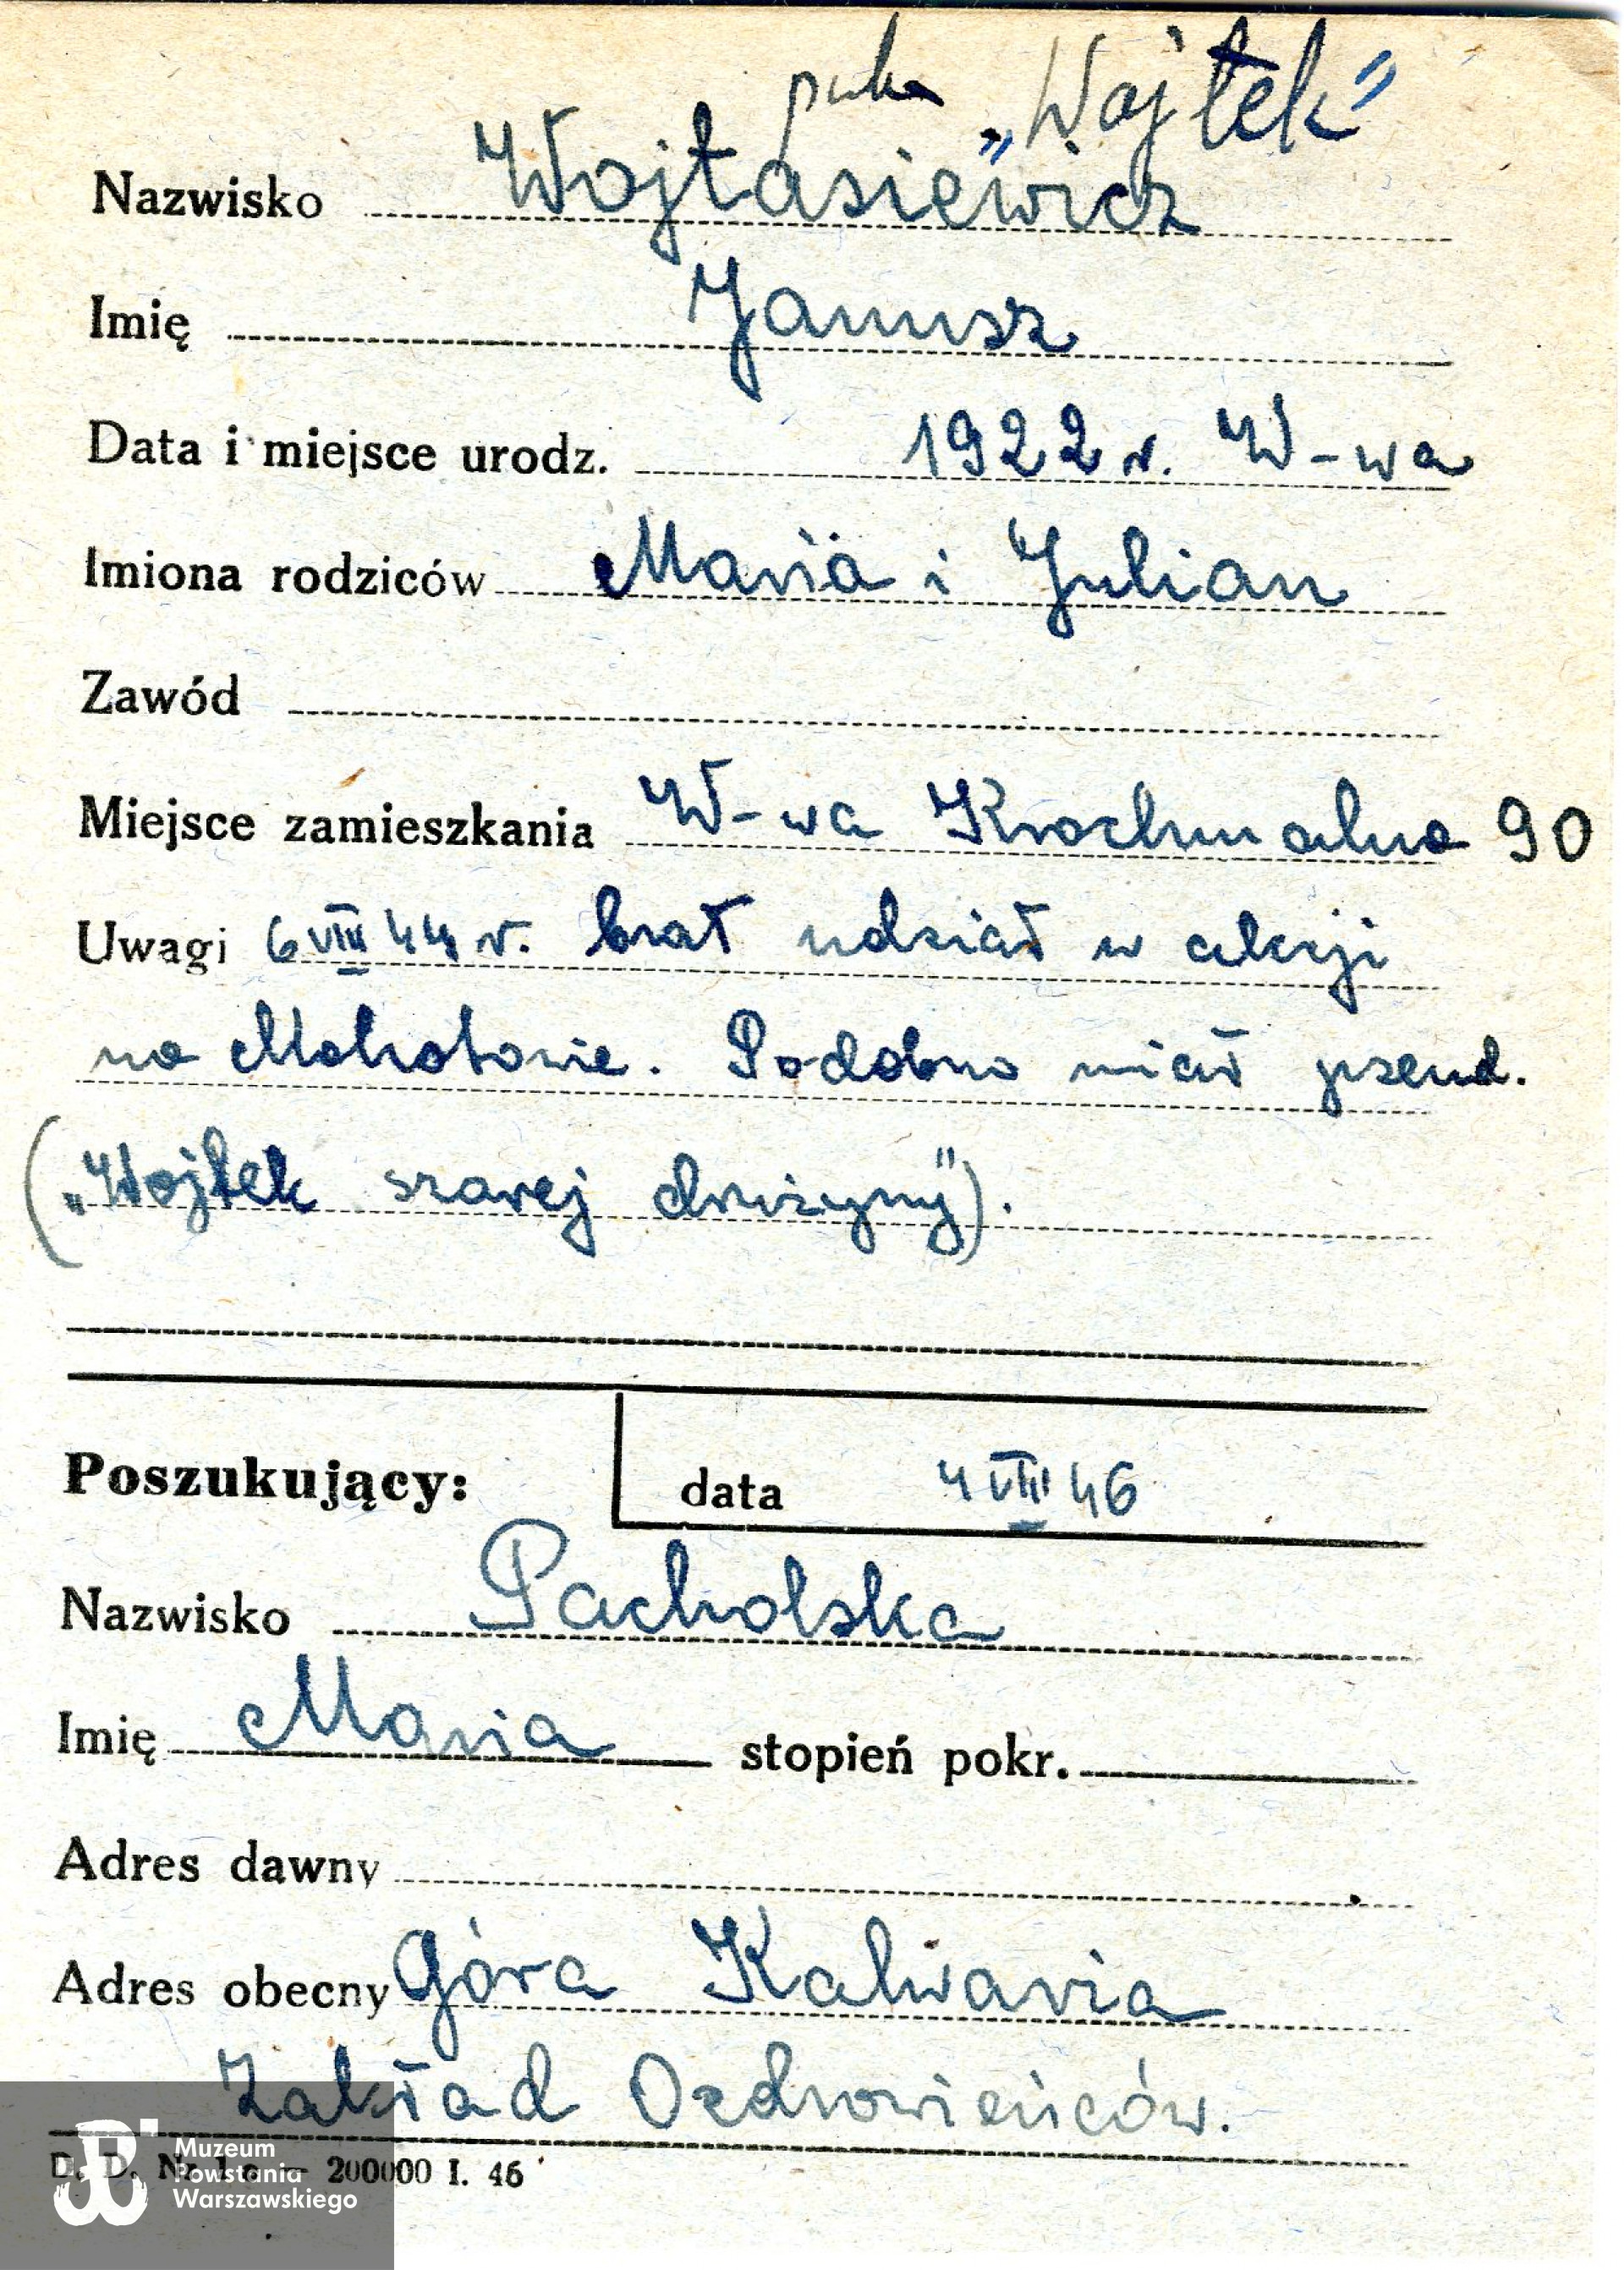 „Wojtek”
Nazwisko Wojtasiewicz
Imię Janusz
Data i miejsce urodz. 1922 r. W-wa
Imiona rodziców Maria i Julian
Zawód
Miejsce zamieszkania W-wa Krochmalna 90
Uwagi 6 VIII 44 r. brał udział w akcji
na Mokotowie. Podobno miał pseud.
(„Wojtek szarej drużyny”).
Poszukujący: data 4 VIII 46
Nazwisko Pacholska
Imię Maria stopień pokr.
Adres dawny
Adres obecny Góra Kalwaria
Zakład Ozdrowieńców.
D. D. Nr 1 c — 200000 I. 46
Muzeum
Powstania
Warszawskiego